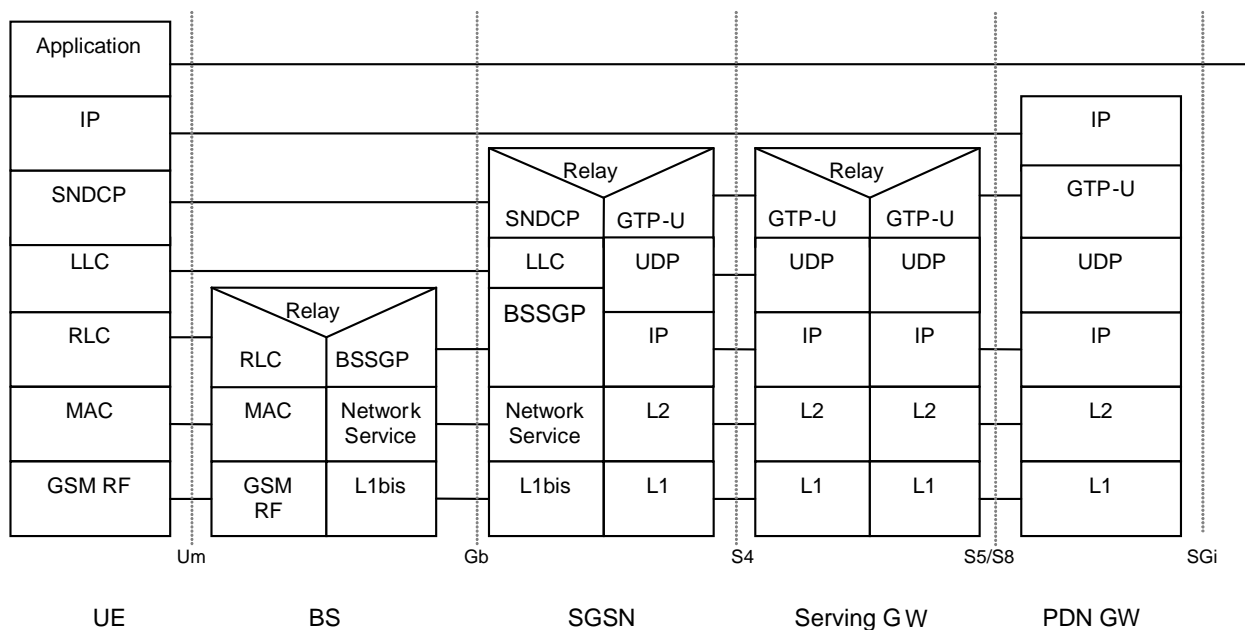 Application
IP
IP
Relay
Relay
GTP-U
SNDCP
SNDCP
GTP-U
GTP-U
GTP-U
LLC
LLC
UDP
UDP
UDP
UDP
Relay
BSSGP
RLC
IP
IP
IP
IP
RLC
BSSGP
MAC
MAC
Network
Service
Network
Service
L2
L2
L2
L2
GSM RF
GSM
RF
L1bis
L1bis
L1
L1
L1
L1
Um
Gb
S4
S5/S8
SGi
UE
BS
SGSN
Serving GW
PDN GW